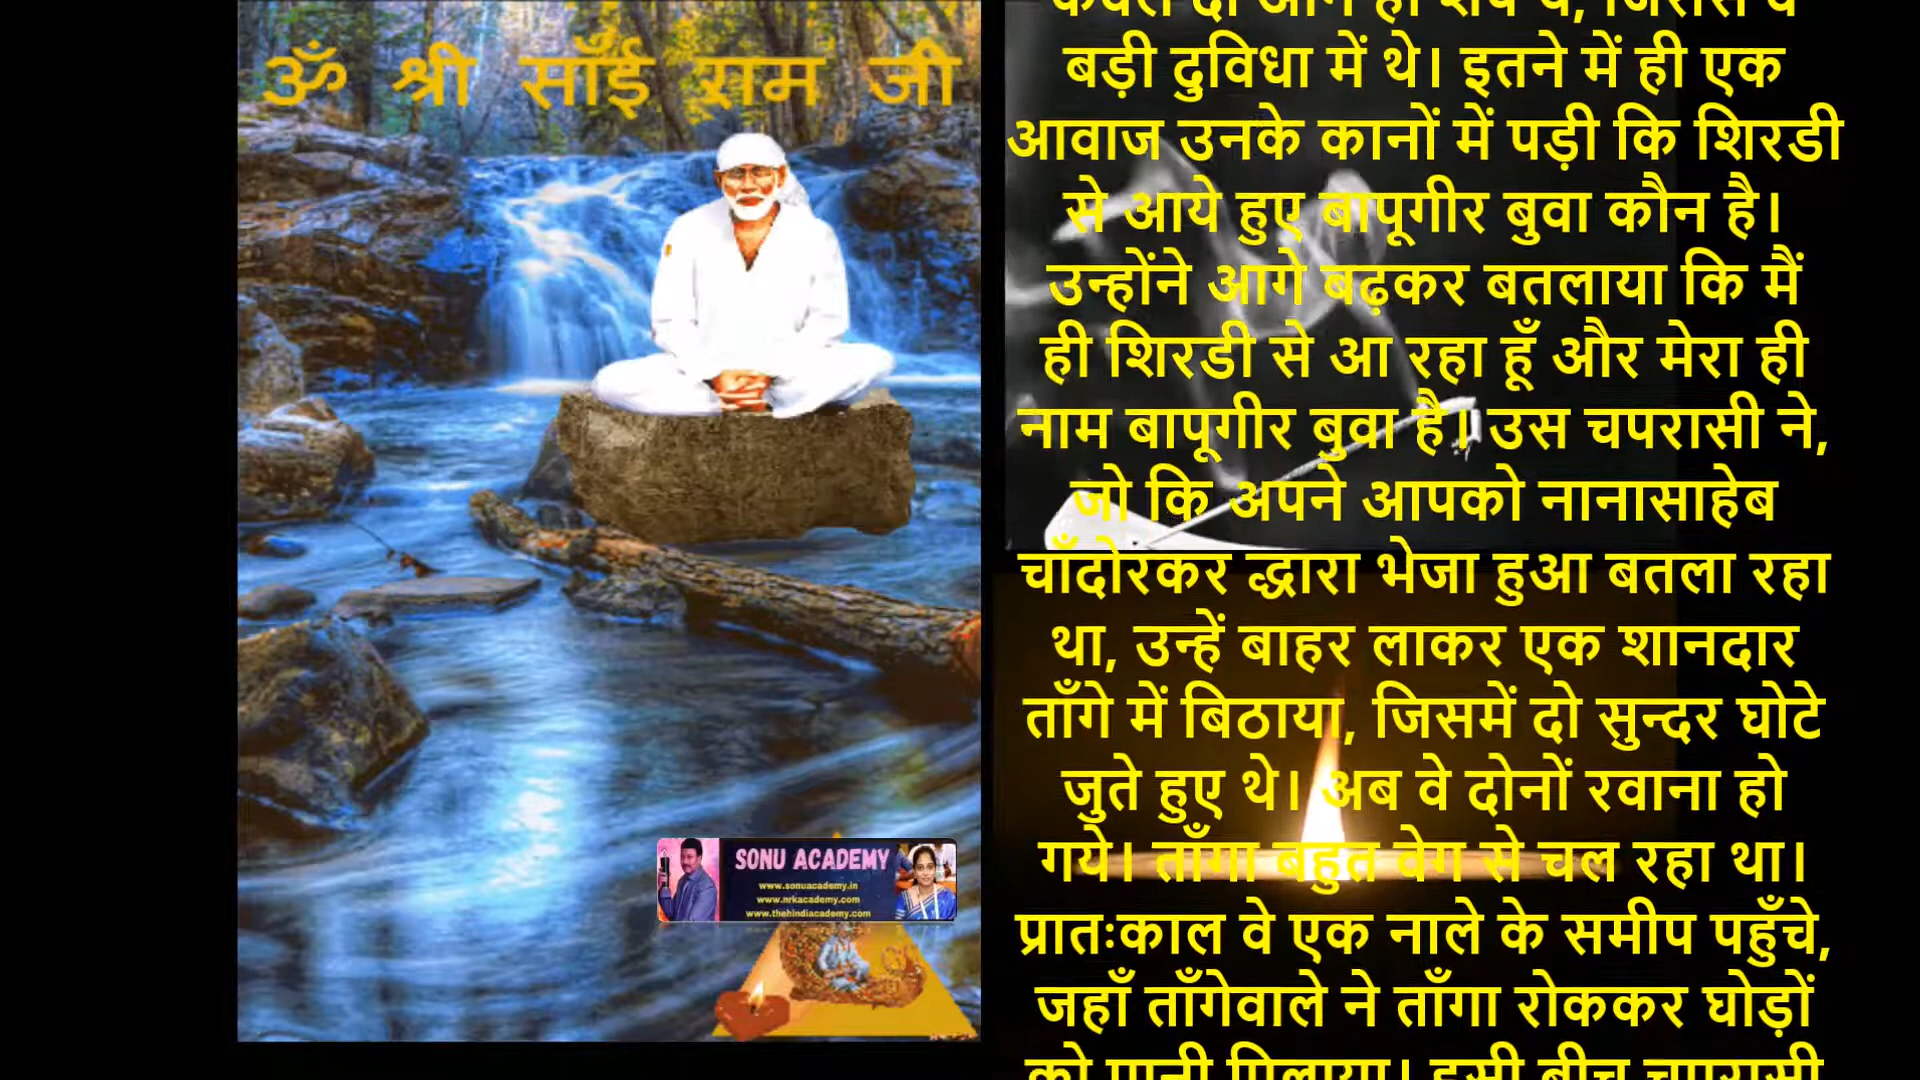 ॐ श्री साँई राम जी
SONU ACADEMY
www.sonuacademy.in
www.nrkacademy.com
www.thehindiacademy.com
बड़ी दुविधा में थे। इतने में ही एक
आवाज उनके कानों में पड़ी कि शिरडी
से आये हुए बापूगीर बुवा कौन है।
उन्होंने आगे बढ़कर बतलाया कि मैं
ही शिरडी से आ रहा हूँ और मेरा ही
नाम बापूगीर बुवा है। उस चपरासी ने,
जो कि अपने आपको नानासाहेब
चाँदोरकर द्धारा भेजा हुआ बतला रहा
था, उन्हें बाहर लाकर एक शानदार
ताँगे में बिठाया, जिसमें दो सुन्दर घोटे
जुते हुए थे। अब वे दोनों रवाना हो
गये। ताँगा बहुत वेग से चल रहा था।
प्रातःकाल वे एक नाले के समीप पहुँचे,
जहाँ ताँगेवाले ने ताँगा रोककर घोड़ों
को पानी पिलाया। इसी बीच चपरासी